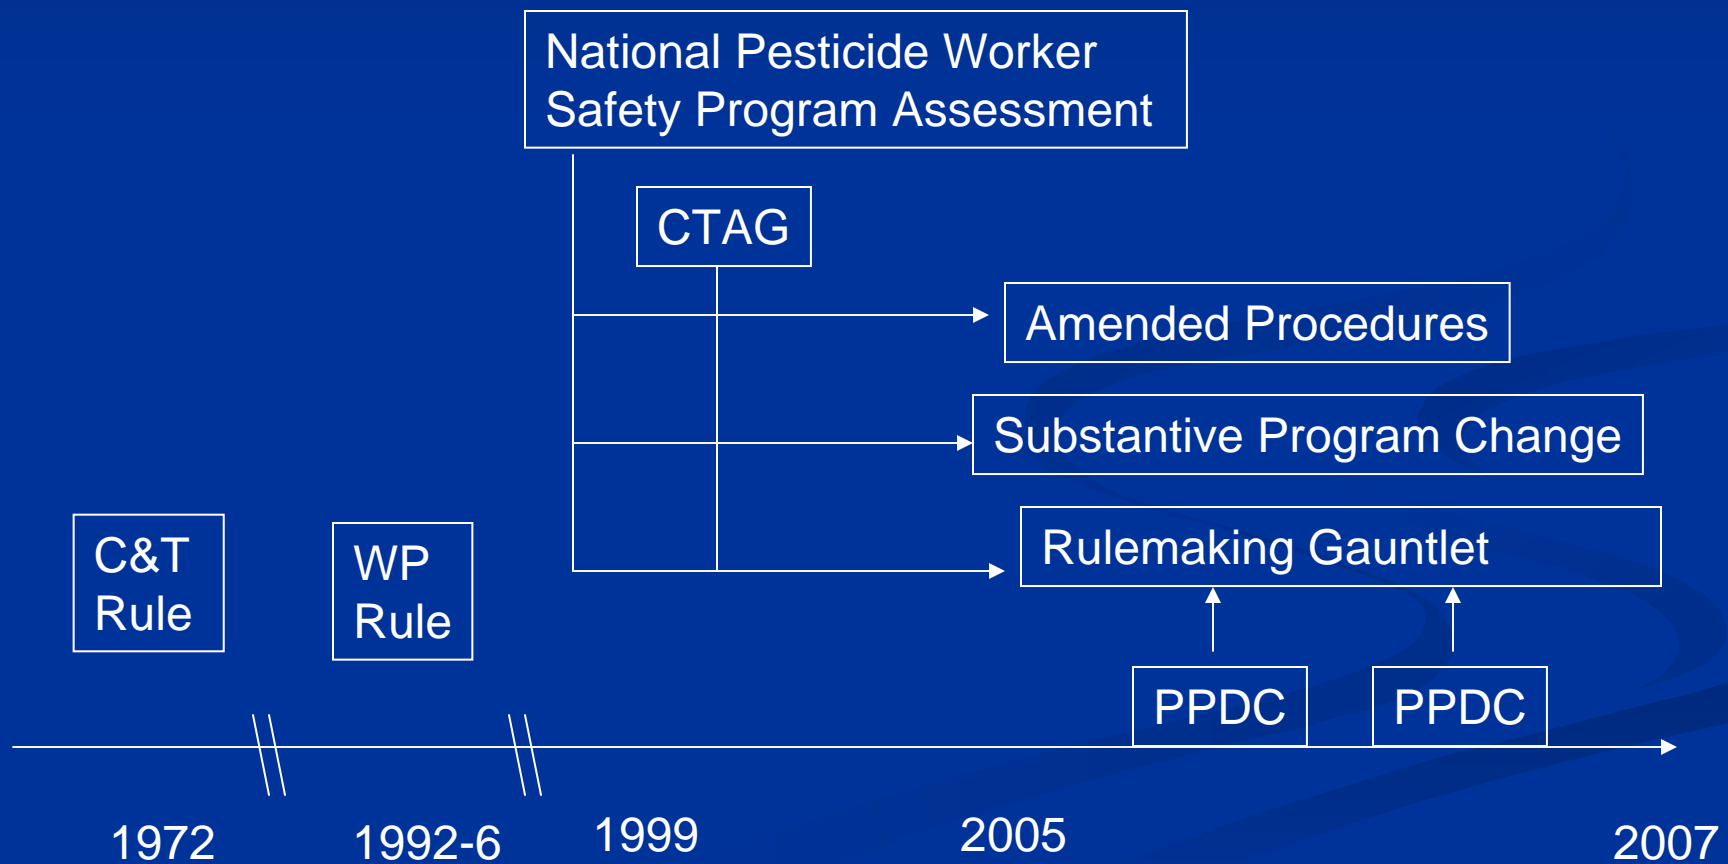 National Pesticide Worker
Safety Program Assessment
CTAG
Amended Procedures
Substantive Program Change
Rulemaking Gauntlet
C&T
Rule
WP
Rule
PPDC
PPDC
1972
1992-6
1999
2005
2007